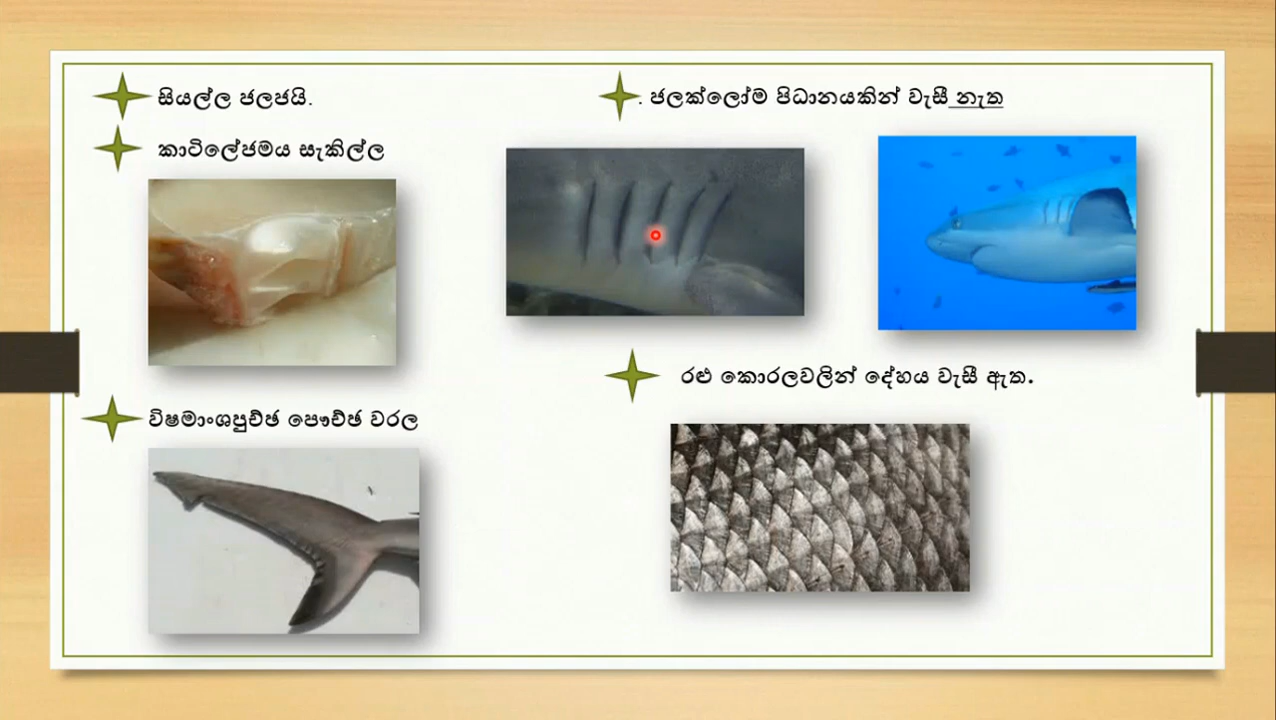 සියල්ල ජලජයි.
කාටිලේජමය සැකිල්ල
විෂමාංශපුච්ඡ පෞච්ඡ වරල
. ජලක්ලෝම පිධානයකින් වැසී නැත
රළු කොරලවලින් දේහය වැසී ඇත.